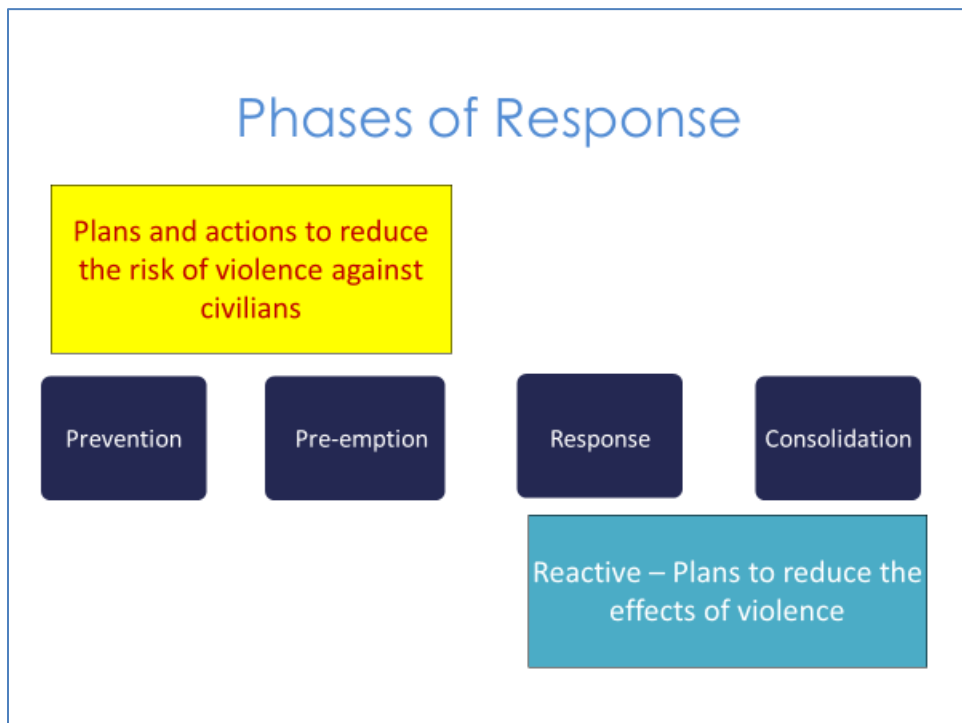 Phases of Response
Plans and actions to reduce
the risk of violence against
civilians
Prevention
Pre-emption
Response
Consolidation
Reactive – Plans to reduce the
effects of violence